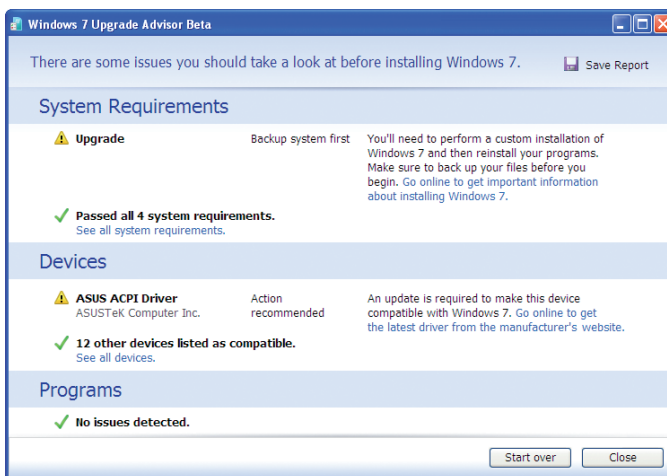 Windows 7 Upgrade Advisor Beta
There are some issues you should take a look at before installing Windows 7.
Save Report
System Requirements
Upgrade
Backup system first
You'll need to perform a custom installation of
Windows 7 and then reinstall your programs.
Make sure to back up your files before you
begin. Go online to get important information
about installing Windows 7.
Passed all 4 system requirements.
See all system requirements.
Devices
ASUS ACPI Driver
ASUSTeK Computer Inc.
Action
recommended
An update is required to make this device
compatible with Windows 7. Go online to get
the latest driver from the manufacturer's website.
12 other devices listed as compatible.
See all devices.
Programs
No issues detected.
Start over
Close